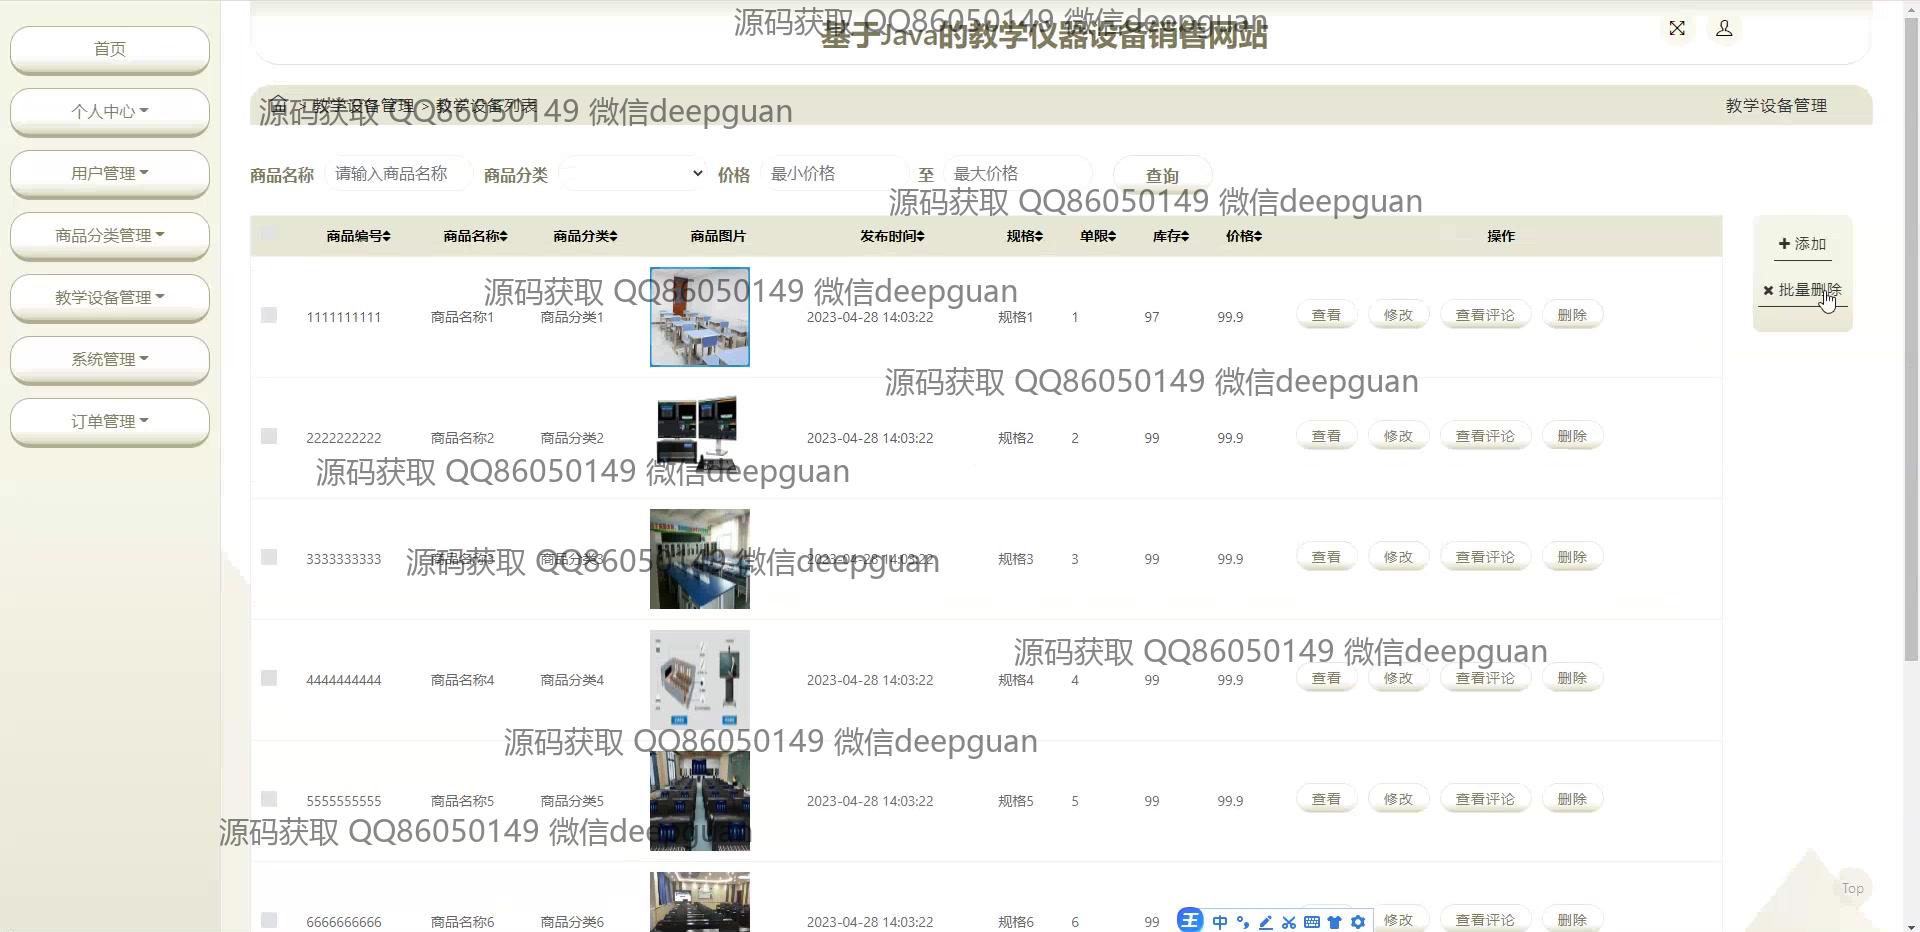 源码获取 QQ86050149 微信deepguan
基于Java的教学仪器设备销售网站
首页
个人中心
用户管理
商品分类管理
教学设备管理
系统管理
订单管理
> 教学设备管理 > 教学设备列表
教学设备管理
源码获取 QQ86050149 微信deepguan
商品名称 请输入商品名称 商品分类 价格 最小价格 至 最大价格 查询
源码获取 QQ86050149 微信deepguan
商品编号 商品名称 商品分类 商品图片 发布时间 规格 单限 库存 价格 操作
添加
批量删除
源码获取 QQ86050149 微信deepguan
1111111111 商品名称1 商品分类1 2023-04-28 14:03:22 规格1 1 97 99.9 查看 修改 查看评论 删除
源码获取 QQ86050149 微信deepguan
2222222222 商品名称2 商品分类2 2023-04-28 14:03:22 规格2 2 99 99.9 查看 修改 查看评论 删除
源码获取 QQ86050149 微信deepguan
3333333333 商品名称3 商品分类3 2023-04-28 14:03:22 规格3 3 99 99.9 查看 修改 查看评论 删除
源码获取 QQ86050149 微信deepguan
源码获取 QQ86050149 微信deepguan
4444444444 商品名称4 商品分类4 2023-04-28 14:03:22 规格4 4 99 99.9 查看 修改 查看评论 删除
源码获取 QQ86050149 微信deepguan
5555555555 商品名称5 商品分类5 2023-04-28 14:03:22 规格5 5 99 99.9 查看 修改 查看评论 删除
源码获取 QQ86050149 微信deepguan
6666666666 商品名称6 商品分类6 2023-04-28 14:03:22 规格6 6 99 修改 查看评论 删除
王 中
Top